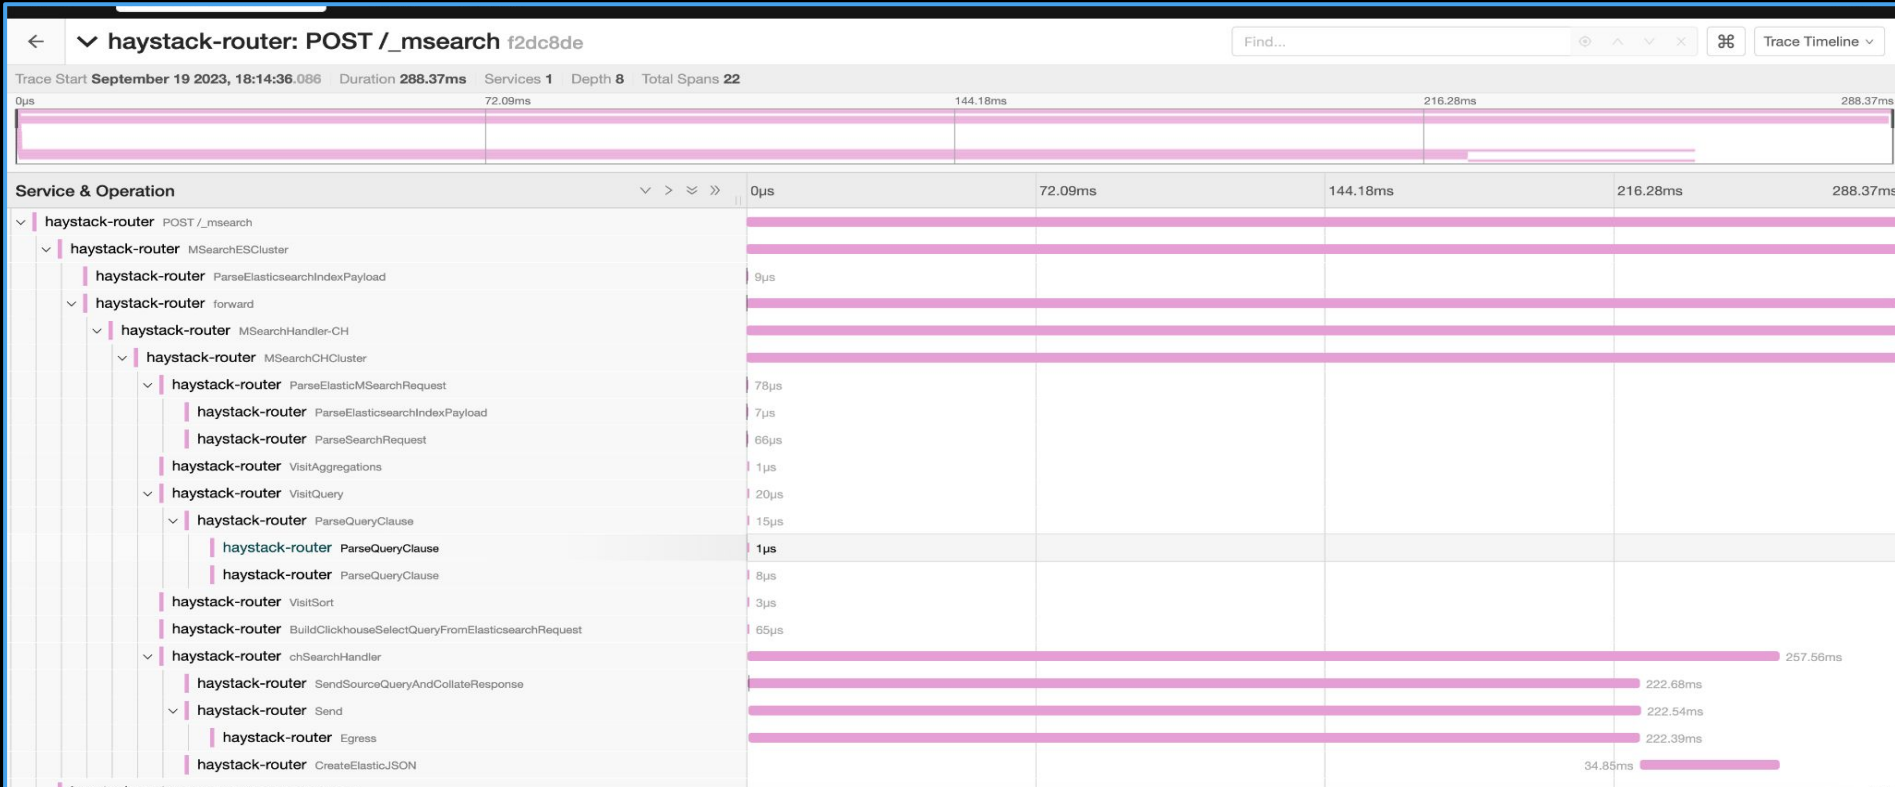 haystack-router: POST /_msearch f2dc8de
Find...
⌘
Trace Timeline
Trace Start September 19 2023, 18:14:36.086 Duration 288.37ms Services 1 Depth 8 Total Spans 22
0μs 72.09ms 144.18ms 216.28ms 288.37ms
Service & Operation 0μs 72.09ms 144.18ms 216.28ms 288.37ms
haystack-router POST /_msearch
haystack-router MSearchESCluster
haystack-router ParseElasticsearchIndexPayload 9μs
haystack-router forward
haystack-router MSearchHandler-CH
haystack-router MSearchCHCluster
haystack-router ParseElasticMSearchRequest 78μs
haystack-router ParseElasticsearchIndexPayload 7μs
haystack-router ParseSearchRequest 66μs
haystack-router VisitAggregations 1μs
haystack-router VisitQuery 20μs
haystack-router ParseQueryClause 15μs
haystack-router ParseQueryClause 1μs
haystack-router ParseQueryClause 8μs
haystack-router VisitSort 3μs
haystack-router BuildClickhouseSelectQueryFromElasticsearchRequest 65μs
haystack-router chSearchHandler 257.56ms
haystack-router SendSourceQueryAndCollateResponse 222.68ms
haystack-router Send 222.54ms
haystack-router Egress 222.39ms
haystack-router CreateElasticJSON 34.85ms